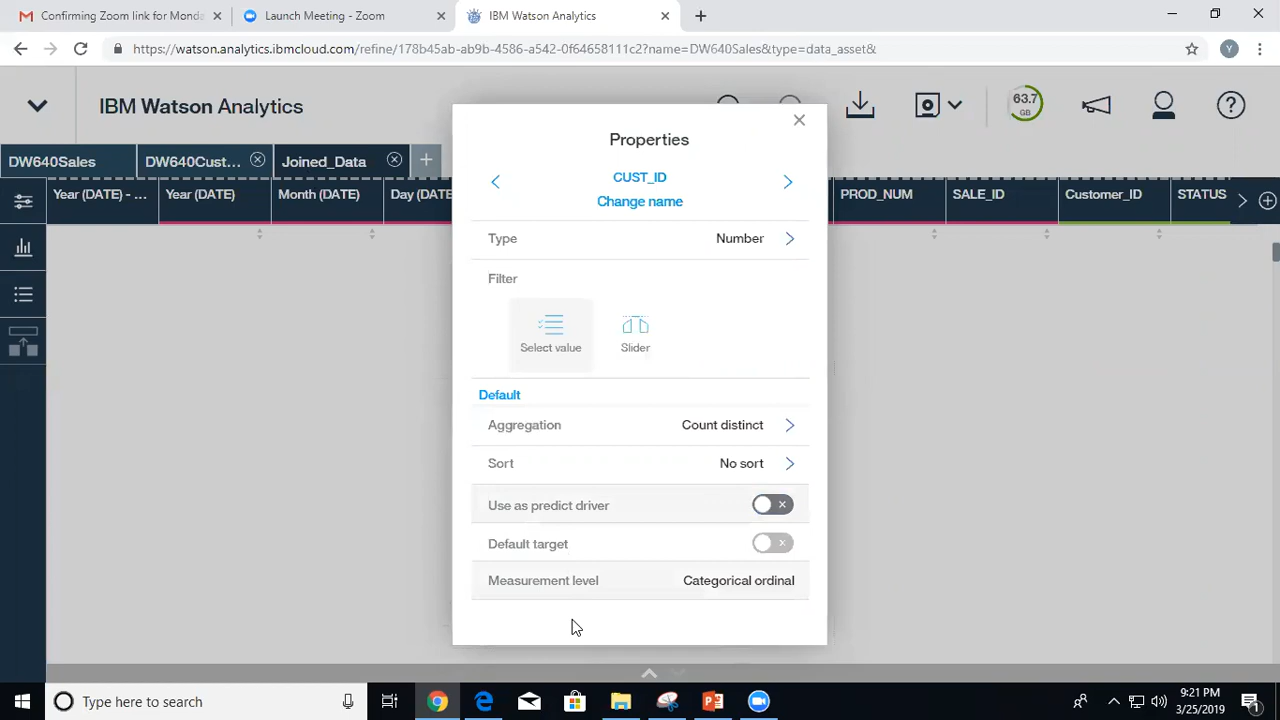 Confirming Zoom link for Monda
Launch Meeting - Zoom
IBM Watson Analytics
https://watson.analytics.ibmcloud.com/refine/178b45ab-ab9b-4586-a542-0f64658111c2?name=DW640Sales&type=data_asset&
Y
IBM Watson Analytics
63.7
GB
DW640Sales
DW640Cust...
Joined_Data
Year (DATE) - ...
Year (DATE)
Month (DATE)
Day (DATE
PROD_NUM
SALE_ID
Customer_ID
STATUS
Properties
CUST_ID
Change name
Type Number
Filter
Select value
Slider
Default
Aggregation Count distinct
Sort No sort
Use as predict driver
Default target
Measurement level Categorical ordinal
Type here to search
9:21 PM
3/25/2019
1